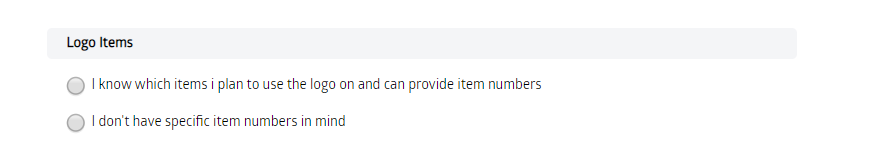 Logo Items
I know which items i plan to use the logo on and can provide item numbers
I don't have specific item numbers in mind